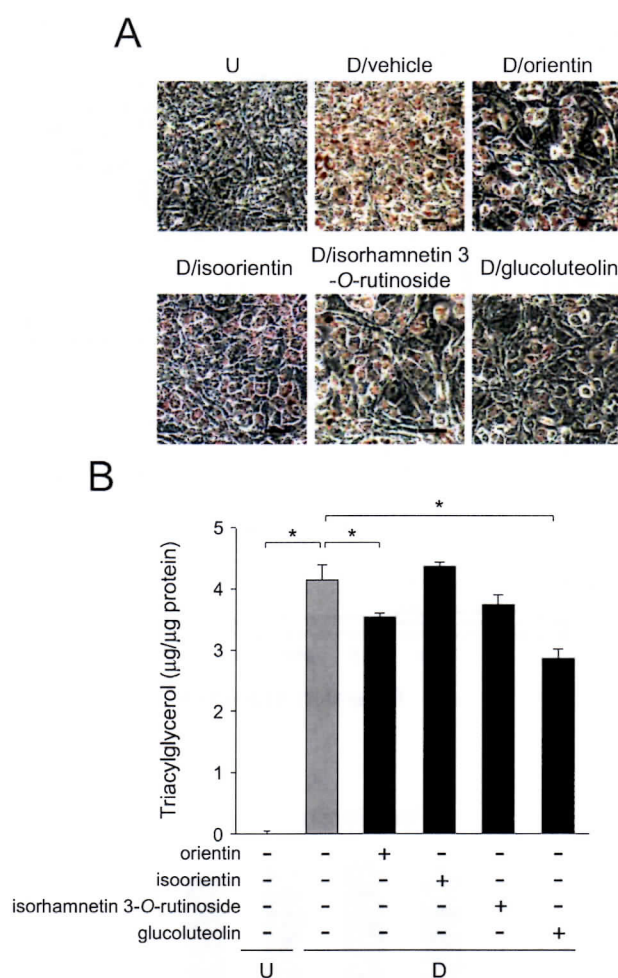 A
U D/vehicle D/orientin
D/isoorientin D/isorhamnetin 3 D/glucoluteolin
-O-rutinoside
B
*
* *
5
4
3
2
1
0
Triacylglycerol (μg/μg protein)
orientin - - + - - -
isoorientin - - - + - -
isorhamnetin 3-O-rutinoside - - - - + -
glucoluteolin - - - - - +
U D